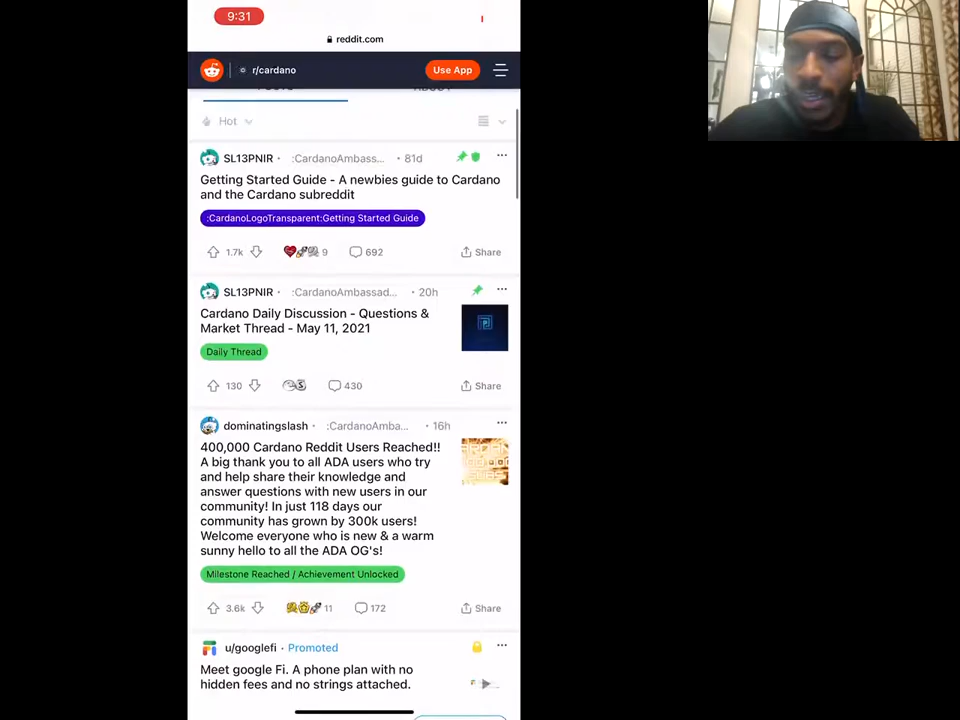 9:31
reddit.com
r/cardano
Use App
POSTS
ABOUT
Hot
SL13PNIR · :CardanoAmbass... · 81d
Getting Started Guide - A newbies guide to Cardano
and the Cardano subreddit
:CardanoLogoTransparent:Getting Started Guide
1.7k
9
692
Share
SL13PNIR · :CardanoAmbassad... · 20h
Cardano Daily Discussion - Questions &
Market Thread - May 11, 2021
Daily Thread
130
430
Share
dominatingslash · :CardanoAmba... · 16h
400,000 Cardano Reddit Users Reached!!
A big thank you to all ADA users who try
and help share their knowledge and
answer questions with new users in our
community! In just 118 days our
community has grown by 300k users!
Welcome everyone who is new & a warm
sunny hello to all the ADA OG's!
Milestone Reached / Achievement Unlocked
3.6k
11
172
Share
u/googlefi · Promoted
Meet google Fi. A phone plan with no
hidden fees and no strings attached.